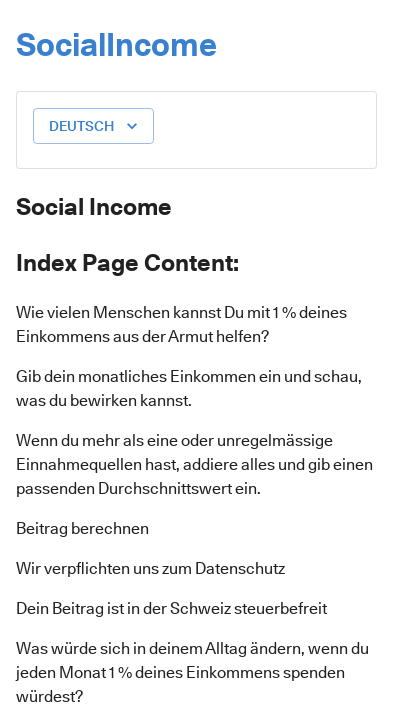 SocialIncome
DEUTSCH
Social Income
Index Page Content:
Wie vielen Menschen kannst Du mit 1 % deines
Einkommens aus der Armut helfen?
Gib dein monatliches Einkommen ein und schau,
was du bewirken kannst.
Wenn du mehr als eine oder unregelmässige
Einnahmequellen hast, addiere alles und gib einen
passenden Durchschnittswert ein.
Beitrag berechnen
Wir verpflichten uns zum Datenschutz
Dein Beitrag ist in der Schweiz steuerbefreit
Was würde sich in deinem Alltag ändern, wenn du
jeden Monat 1 % deines Einkommens spenden
würdest?